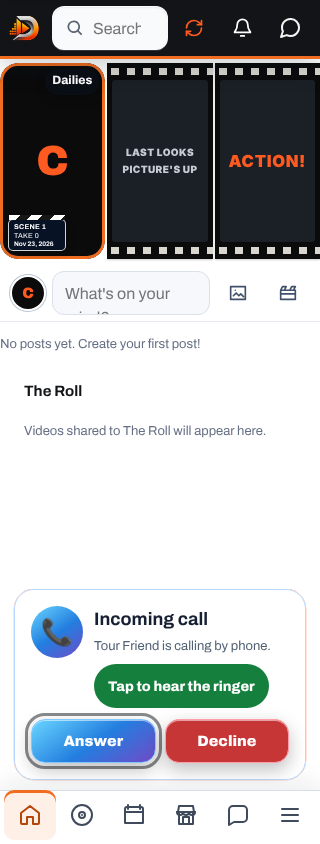 Search
Dailies
C
SCENE 1
TAKE 0
Nov 23, 2026
LAST LOOKS
PICTURE'S UP
ACTION!
C
What's on your
No posts yet. Create your first post!
The Roll
Videos shared to The Roll will appear here.
Incoming call
Tour Friend is calling by phone.
Tap to hear the ringer
Answer
Decline